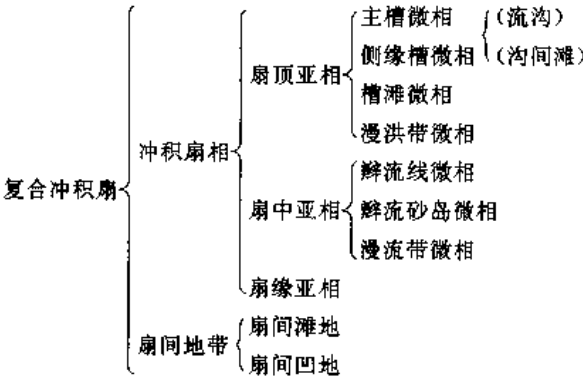 主槽微相 (流沟)
侧缘槽微相 (沟间滩)
扇顶亚相
槽滩微相
漫洪带微相
冲积扇相
辫流线微相
复合冲积扇
扇中亚相 辫流砂岛微相
漫流带微相
扇缘亚相
扇间滩地
扇间地带
扇间凹地